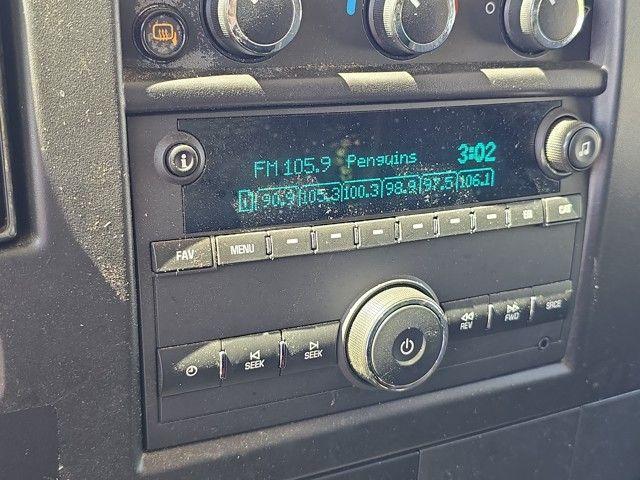 FM 105.9 Penguins 3:02
1 90.9 105.3 100.3 98.9 97.5 106.1
FAV MENU
SEEK SEEK REV FWD SRCE